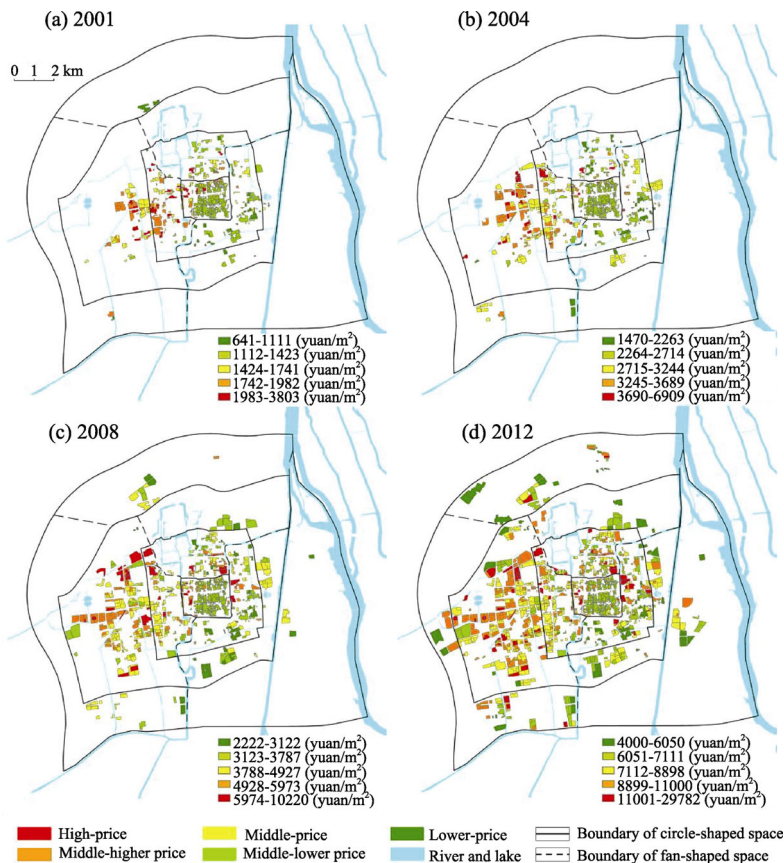 (a) 2001
(b) 2004
0 1 2 km
641-1111 (yuan/m²)
1112-1423 (yuan/m²)
1424-1741 (yuan/m²)
1742-1982 (yuan/m²)
1983-3803 (yuan/m²)
1470-2263 (yuan/m²)
2264-2714 (yuan/m²)
2715-3244 (yuan/m²)
3245-3689 (yuan/m²)
3690-6909 (yuan/m²)
(c) 2008
(d) 2012
2222-3122 (yuan/m²)
3123-3787 (yuan/m²)
3788-4927 (yuan/m²)
4928-5973 (yuan/m²)
5974-10220 (yuan/m²)
4000-6050 (yuan/m²)
6051-7111 (yuan/m²)
7112-8898 (yuan/m²)
8899-11000 (yuan/m²)
11001-29782 (yuan/m²)
High-price
Middle-price
Lower-price
Boundary of circle-shaped space
Middle-higher price
Middle-lower price
River and lake
Boundary of fan-shaped space